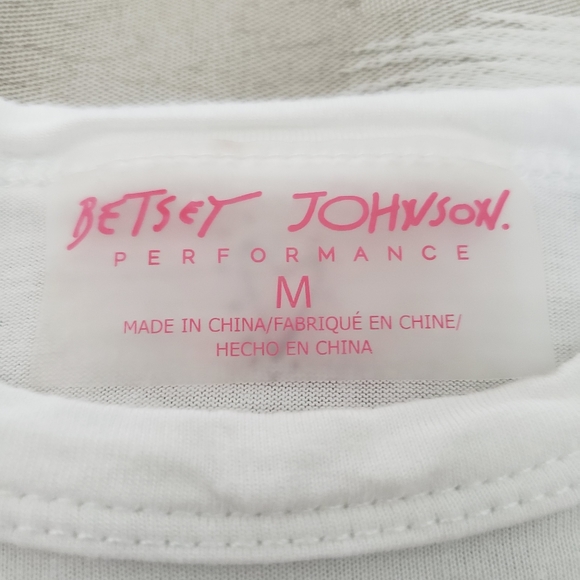 BETSEY JOHNSON.
PERFORMANCE
M
MADE IN CHINA/FABRIQUÉ EN CHINE/
HECHO EN CHINA